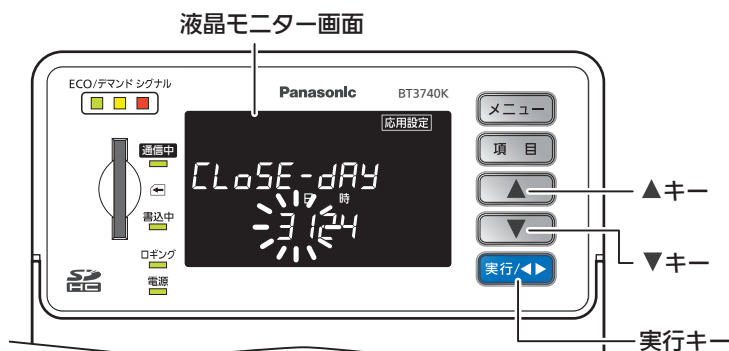 液晶モニター画面
ECO/デマンド シグナル
Panasonic
BT3740K
メニュー
応用設定
通信中
項 目
CLoSE-dAY
日 時
3124
▲
▲キー
書込中
▼
▼キー
ロギング
SD HC
電源
実行/◀▶
実行キー